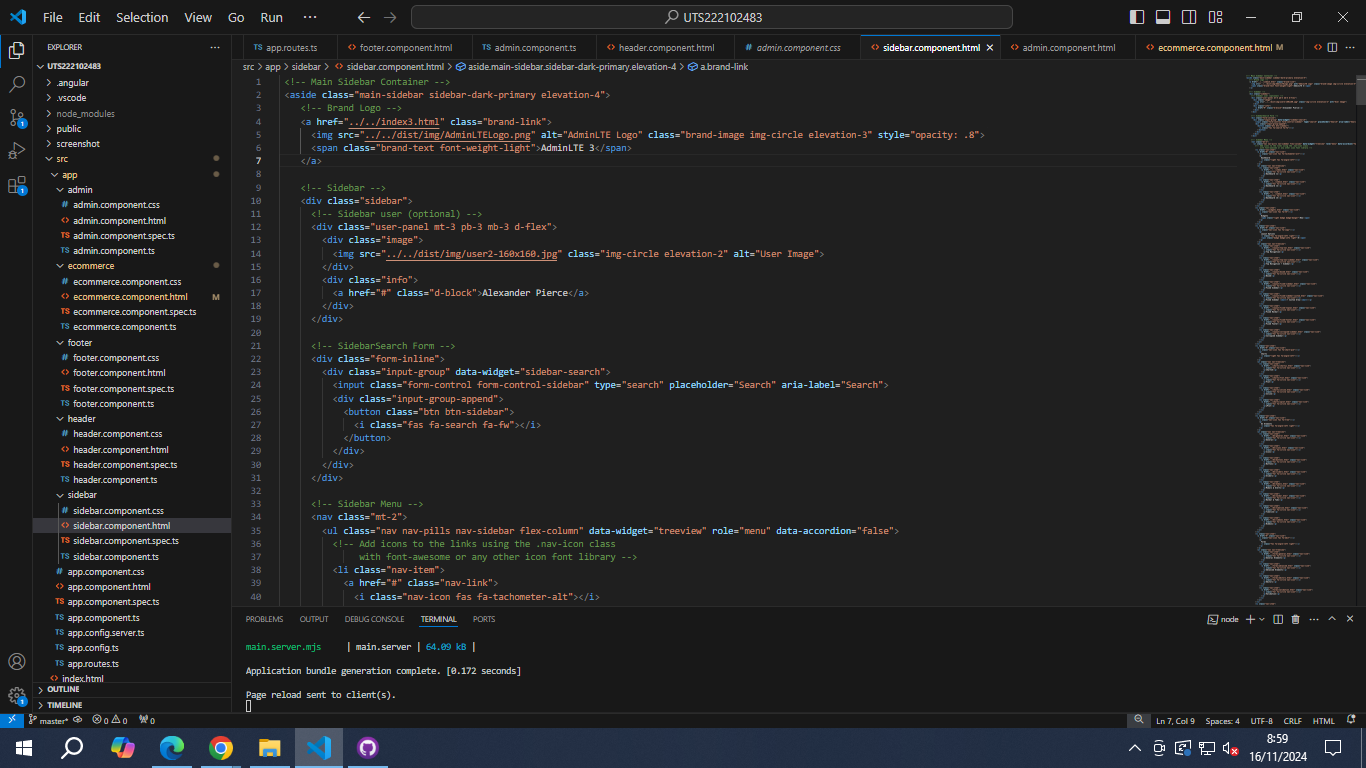 File Edit Selection View Go Run ··· UTS222102483
EXPLORER ···
UTS222102483
.angular
.vscode
node_modules
public
screenshot
src
app
admin
admin.component.css
admin.component.html
TS admin.component.spec.ts
TS admin.component.ts
ecommerce
ecommerce.component.css
ecommerce.component.html M
TS ecommerce.component.spec.ts
TS ecommerce.component.ts
footer
footer.component.css
footer.component.html
TS footer.component.spec.ts
TS footer.component.ts
header
header.component.css
header.component.html
TS header.component.spec.ts
TS header.component.ts
sidebar
sidebar.component.css
sidebar.component.html
TS sidebar.component.spec.ts
TS sidebar.component.ts
app.component.css
app.component.html
TS app.component.spec.ts
TS app.component.ts
TS app.config.server.ts
TS app.config.ts
TS app.routes.ts
index.html
OUTLINE
TIMELINE
TS app.routes.ts footer.component.html TS admin.component.ts header.component.html admin.component.css sidebar.component.html admin.component.html ecommerce.component.html M
src > app > sidebar > sidebar.component.html > aside.main-sidebar.sidebar-dark-primary.elevation-4 > a.brand-link
1 <!-- Main Sidebar Container -->
2 <aside class="main-sidebar sidebar-dark-primary elevation-4">
3 <!-- Brand Logo -->
4 <a href="../../index3.html" class="brand-link">
5 <img src="../../dist/img/AdminLTELogo.png" alt="AdminLTE Logo" class="brand-image img-circle elevation-3" style="opacity: .8">
6 <span class="brand-text font-weight-light">AdminLTE 3</span>
7 </a>
8
9 <!-- Sidebar -->
10 <div class="sidebar">
11 <!-- Sidebar user (optional) -->
12 <div class="user-panel mt-3 pb-3 mb-3 d-flex">
13 <div class="image">
14 <img src="../../dist/img/user2-160x160.jpg" class="img-circle elevation-2" alt="User Image">
15 </div>
16 <div class="info">
17 <a href="#" class="d-block">Alexander Pierce</a>
18 </div>
19 </div>
20
21 <!-- SidebarSearch Form -->
22 <div class="form-inline">
23 <div class="input-group" data-widget="sidebar-search">
24 <input class="form-control form-control-sidebar" type="search" placeholder="Search" aria-label="Search">
25 <div class="input-group-append">
26 <button class="btn btn-sidebar">
27 <i class="fas fa-search fa-fw"></i>
28 </button>
29 </div>
30 </div>
31 </div>
32
33 <!-- Sidebar Menu -->
34 <nav class="mt-2">
35 <ul class="nav nav-pills nav-sidebar flex-column" data-widget="treeview" role="menu" data-accordion="false">
36 <!-- Add icons to the links using the .nav-icon class
37 with font-awesome or any other icon font library -->
38 <li class="nav-item">
39 <a href="#" class="nav-link">
40 <i class="nav-icon fas fa-tachometer-alt"></i>
PROBLEMS OUTPUT DEBUG CONSOLE TERMINAL PORTS node
main.server.mjs | main.server | 64.09 kB |
Application bundle generation complete. [0.172 seconds]
Page reload sent to client(s).
master* 0 0 0 Ln 7, Col 9 Spaces: 4 UTF-8 CRLF HTML
8:59
16/11/2024